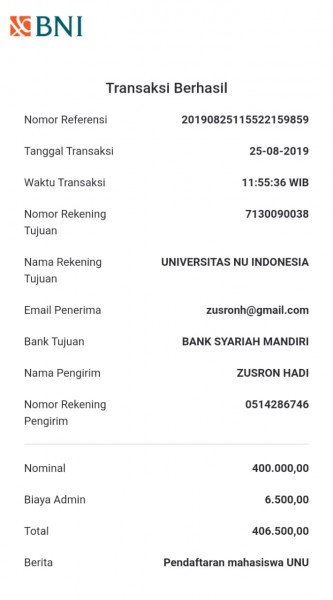 BNI
Transaksi Berhasil
Nomor Referensi 20190825115522159859
Tanggal Transaksi 25-08-2019
Waktu Transaksi 11:55:36 WIB
Nomor Rekening 7130090038
Tujuan
Nama Rekening UNIVERSITAS NU INDONESIA
Tujuan
Email Penerima zusronh@gmail.com
Bank Tujuan BANK SYARIAH MANDIRI
Nama Pengirim ZUSRON HADI
Nomor Rekening 0514286746
Pengirim
Nominal 400.000,00
Biaya Admin 6.500,00
Total 406.500,00
Berita Pendaftaran mahasiswa UNU